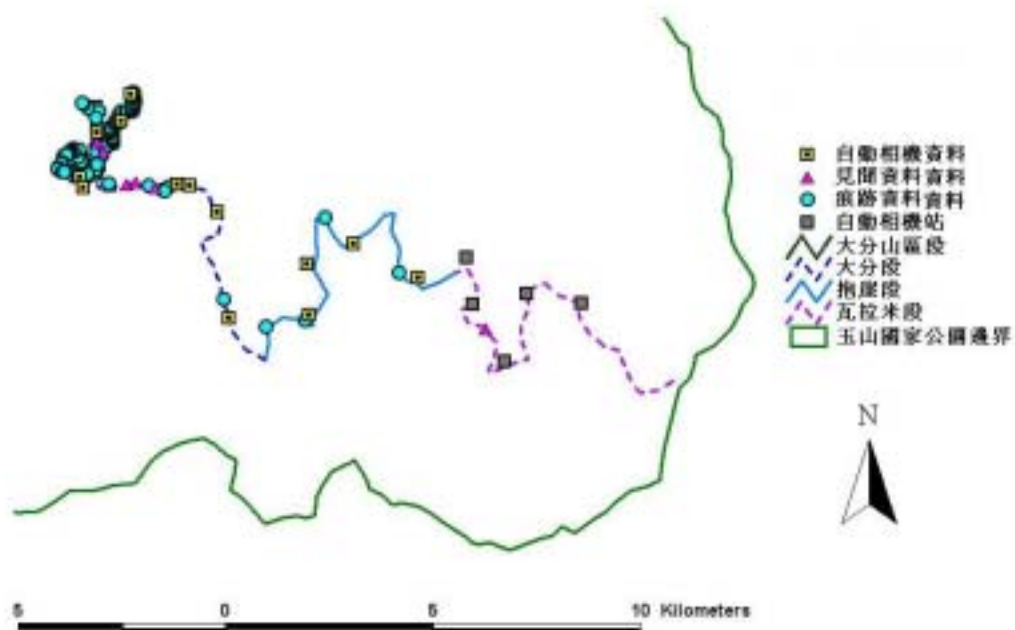 自動相機資料
見聞資料資料
痕跡資料資料
自動相機站
大分山區段
大分段
抱崖段
瓦拉米段
玉山國家公園邊界
N
5 0 5 10 Kilometers